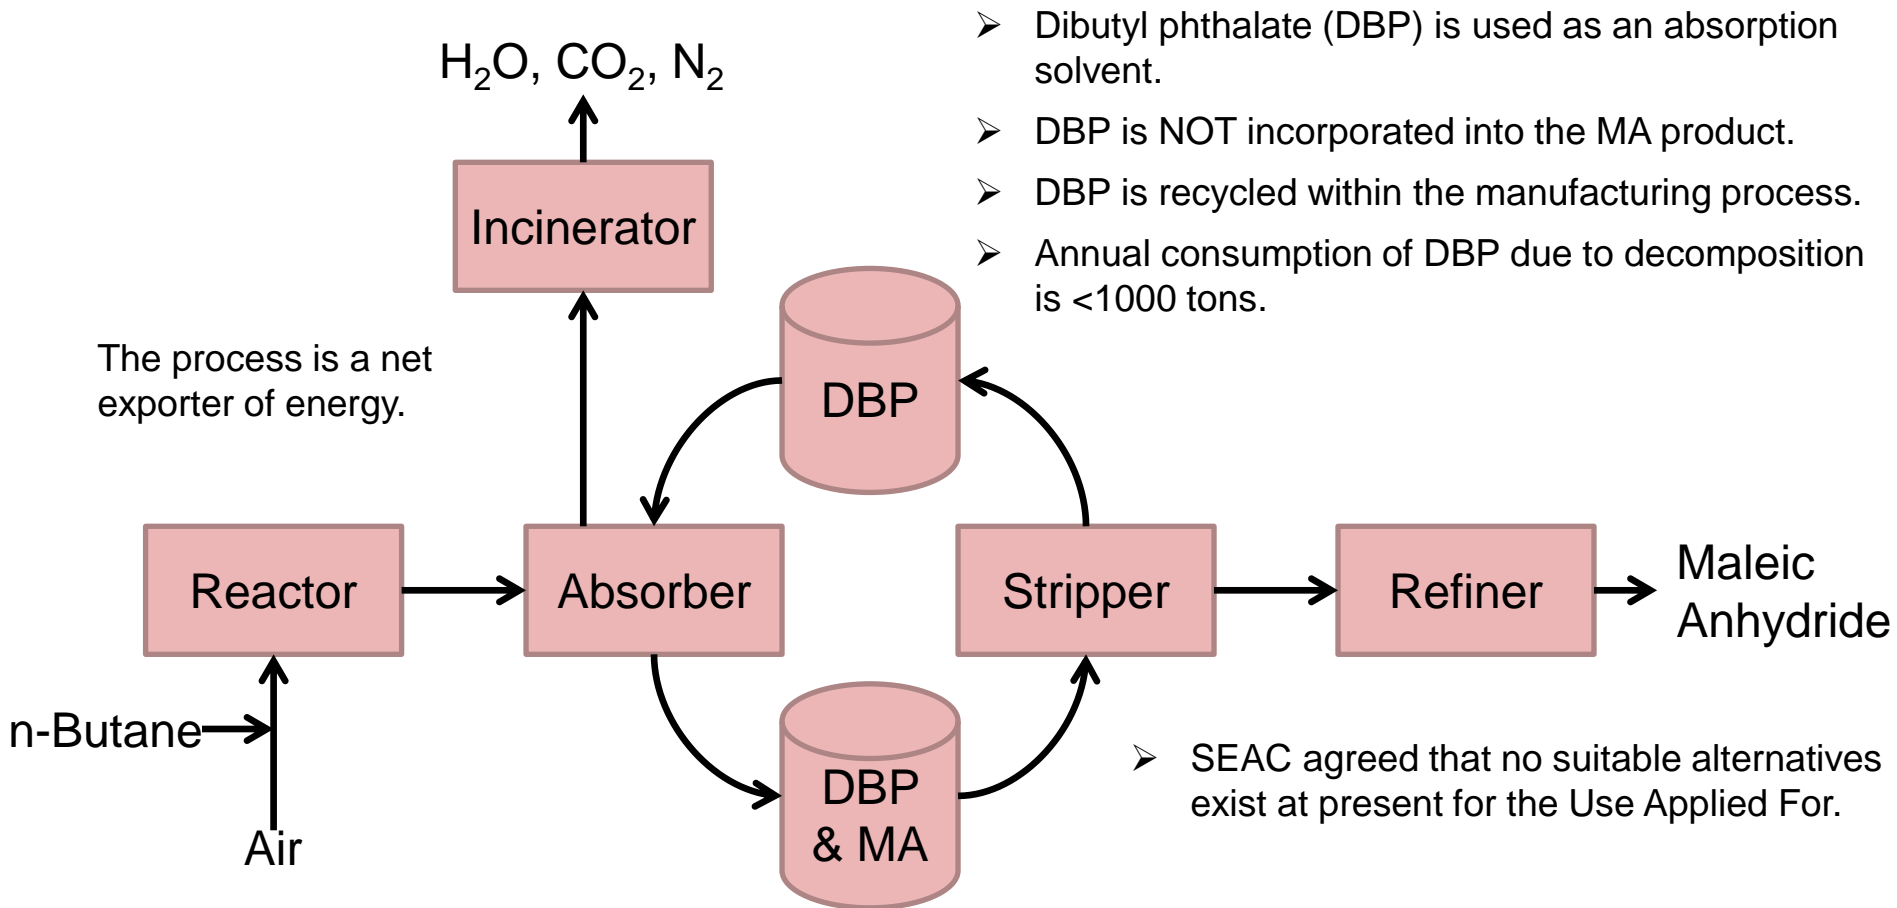 ➢ Dibutyl phthalate (DBP) is used as an absorption
solvent.
➢ DBP is NOT incorporated into the MA product.
➢ DBP is recycled within the manufacturing process.
➢ Annual consumption of DBP due to decomposition
is <1000 tons.
H₂O, CO₂, N₂
Incinerator
The process is a net
exporter of energy.
DBP
Reactor
Absorber
Stripper
Refiner
Maleic
Anhydride
n-Butane
Air
DBP
& MA
➢ SEAC agreed that no suitable alternatives
exist at present for the Use Applied For.